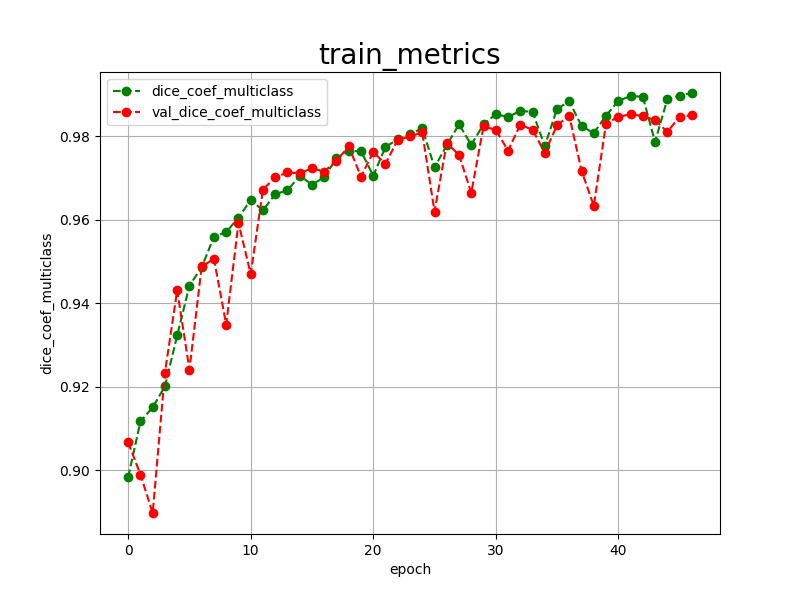 train_metrics
dice_coef_multiclass
val_dice_coef_multiclass
0.98
0.96
0.94
0.92
0.90
dice_coef_multiclass
0
10
20
30
40
epoch